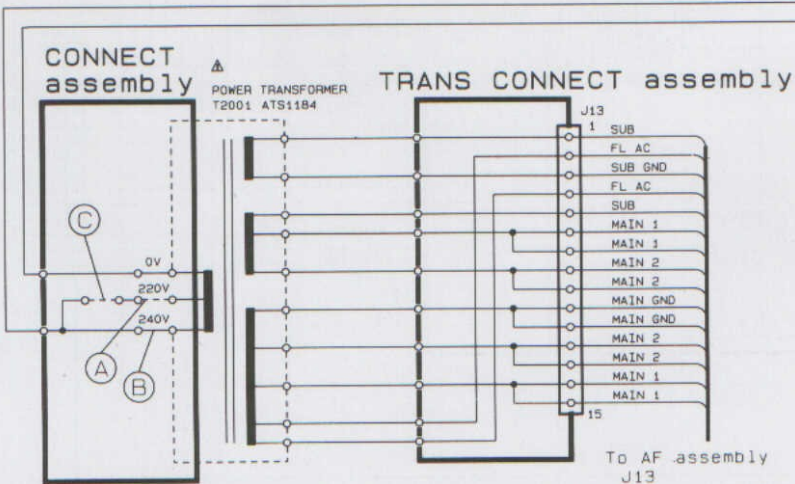 CONNECT
assembly
⚠
POWER TRANSFORMER
T2001 ATS1184
TRANS CONNECT assembly
J13
1
SUB
FL AC
SUB GND
FL AC
SUB
MAIN 1
MAIN 1
MAIN 2
MAIN 2
MAIN GND
MAIN GND
MAIN 2
MAIN 2
MAIN 1
MAIN 1
15
C
0V
220V
240V
A
B
To AF assembly
J13